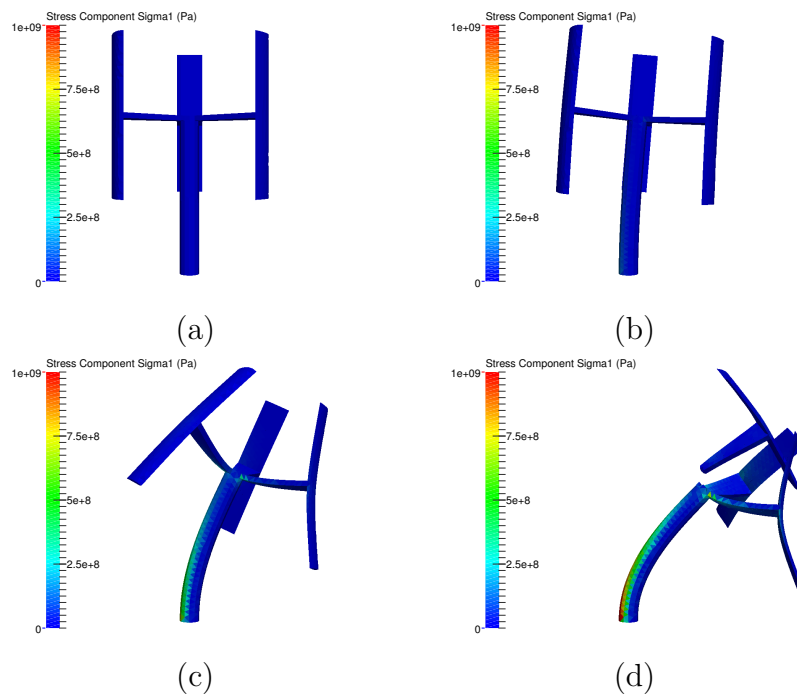 Stress Component Sigma1 (Pa)
1e+09
7.5e+8
5e+8
2.5e+8
0
(a)
Stress Component Sigma1 (Pa)
1e+09
7.5e+8
5e+8
2.5e+8
0
(b)
Stress Component Sigma1 (Pa)
1e+09
7.5e+8
5e+8
2.5e+8
0
(c)
Stress Component Sigma1 (Pa)
1e+09
7.5e+8
5e+8
2.5e+8
0
(d)